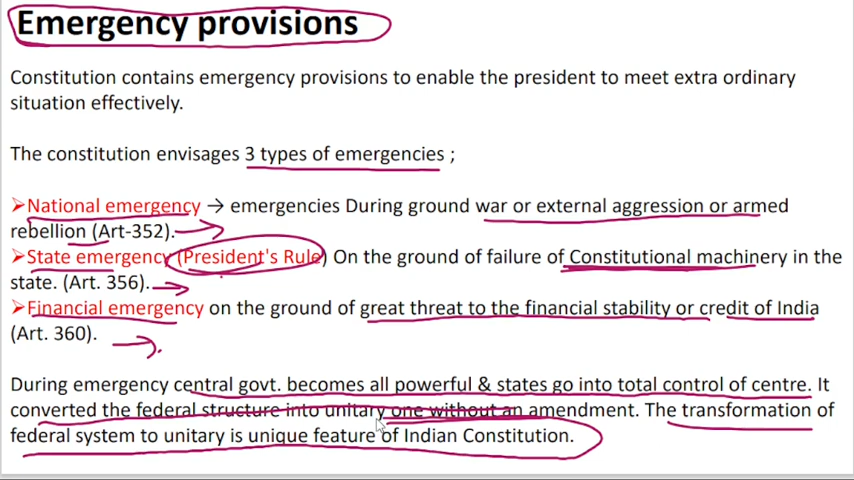 Emergency provisions
Constitution contains emergency provisions to enable the president to meet extra ordinary
situation effectively.
The constitution envisages 3 types of emergencies ;
➢National emergency → emergencies During ground war or external aggression or armed
rebellion (Art-352).
➢State emergency (President's Rule) On the ground of failure of Constitutional machinery in the
state. (Art. 356).
➢Financial emergency on the ground of great threat to the financial stability or credit of India
(Art. 360).
During emergency central govt. becomes all powerful & states go into total control of centre. It
converted the federal structure into unitary one without an amendment. The transformation of
federal system to unitary is unique feature of Indian Constitution.